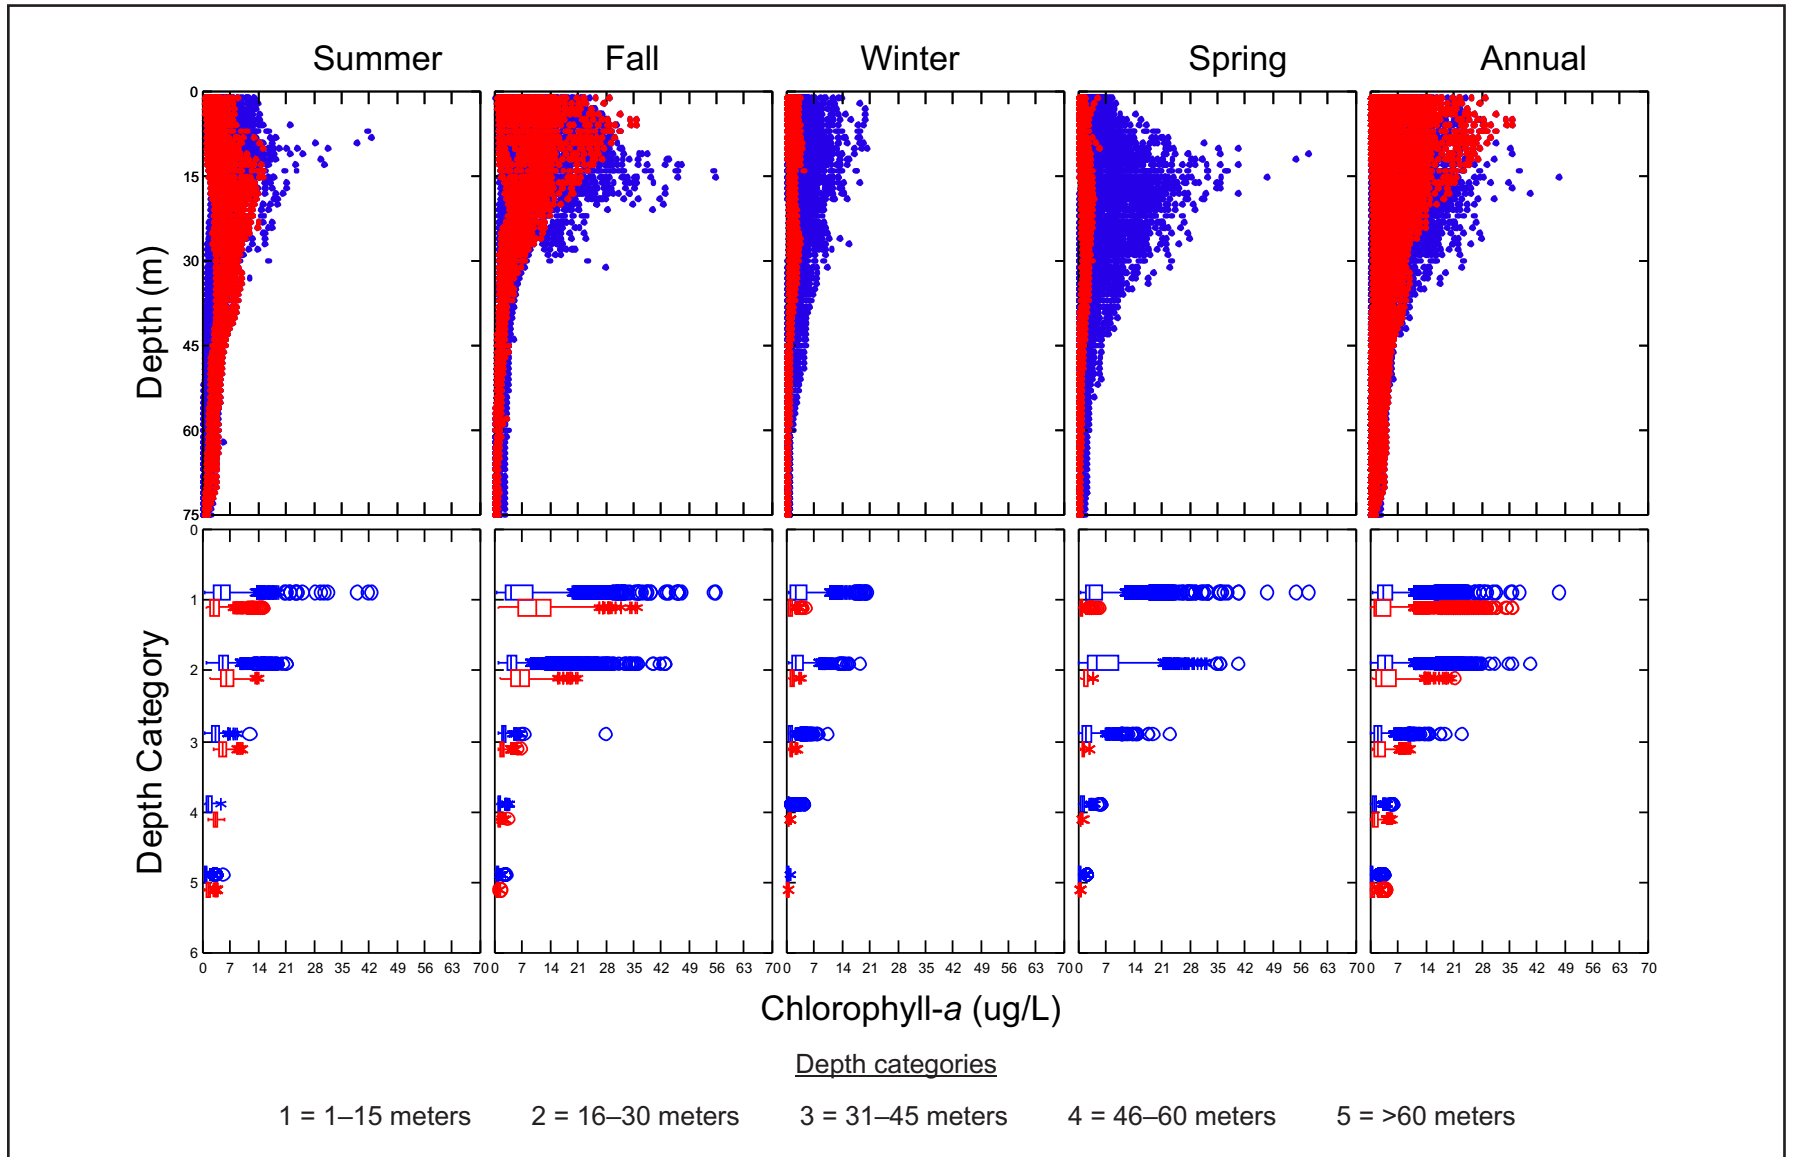 Summer Fall Winter Spring Annual
0
15
30
45
60
75
Depth (m)
0
1
2
3
4
5
6
Depth Category
0 7 14 21 28 35 42 49 56 63 70 0 7 14 21 28 35 42 49 56 63 70 0 7 14 21 28 35 42 49 56 63 70 0 7 14 21 28 35 42 49 56 63 70 0 7 14 21 28 35 42 49 56 63 70
Chlorophyll-a (ug/L)
Depth categories
1 = 1–15 meters 2 = 16–30 meters 3 = 31–45 meters 4 = 46–60 meters 5 = >60 meters